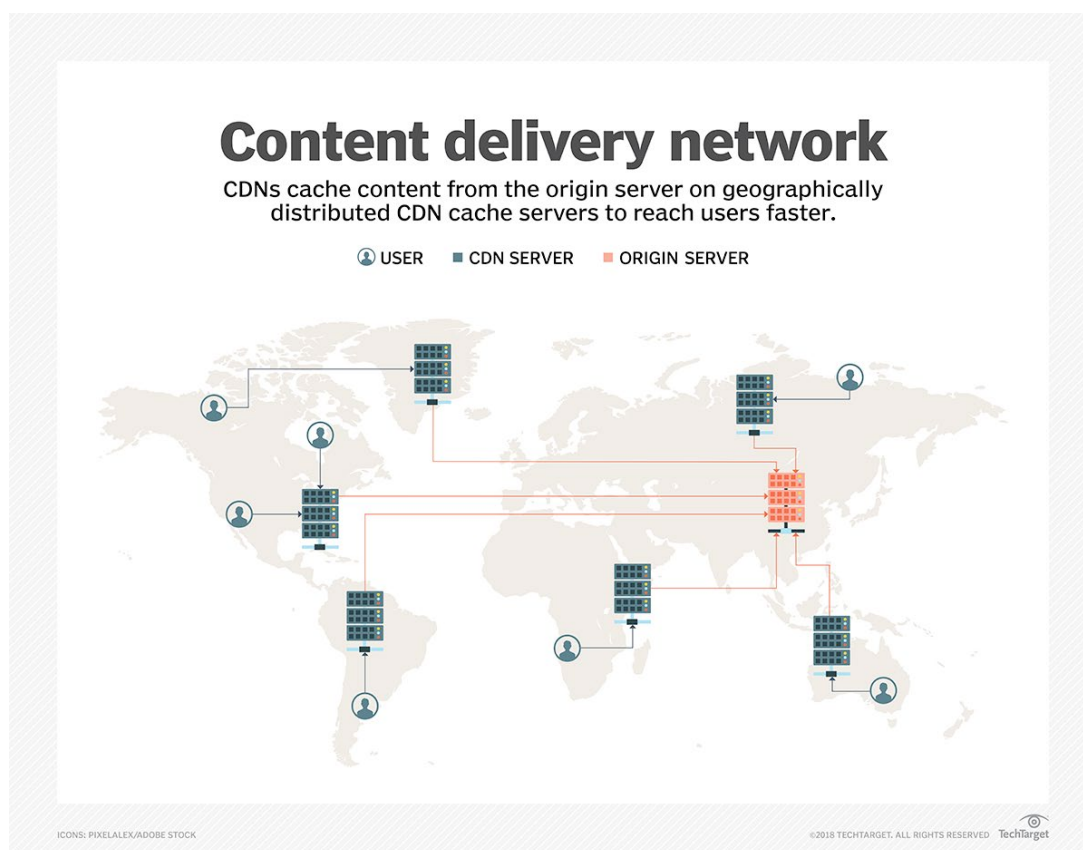 Content delivery network
CDNs cache content from the origin server on geographically
distributed CDN cache servers to reach users faster.
USER CDN SERVER ORIGIN SERVER
ICONS: PIXELALEX/ADOBE STOCK
©2018 TECHTARGET. ALL RIGHTS RESERVED TechTarget